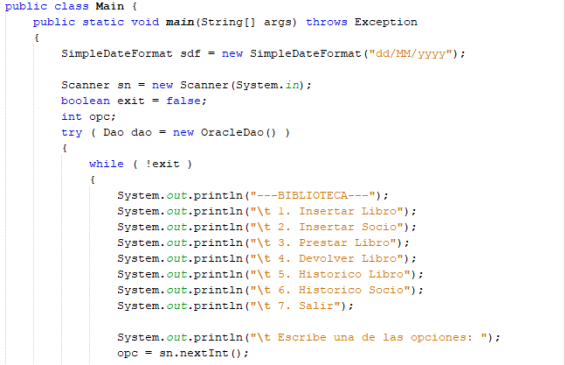 public class Main {
public static void main(String[] args) throws Exception
{
SimpleDateFormat sdf = new SimpleDateFormat("dd/MM/yyyy");
Scanner sn = new Scanner(System.in);
boolean exit = false;
int opc;
try ( Dao dao = new OracleDao() )
{
while ( !exit )
{
System.out.println("---BIBLIOTECA---");
System.out.println("\t 1. Insertar Libro");
System.out.println("\t 2. Insertar Socio");
System.out.println("\t 3. Prestar Libro");
System.out.println("\t 4. Devolver Libro");
System.out.println("\t 5. Historico Libro");
System.out.println("\t 6. Historico Socio");
System.out.println("\t 7. Salir");
System.out.println("\t Escribe una de las opciones: ");
opc = sn.nextInt();